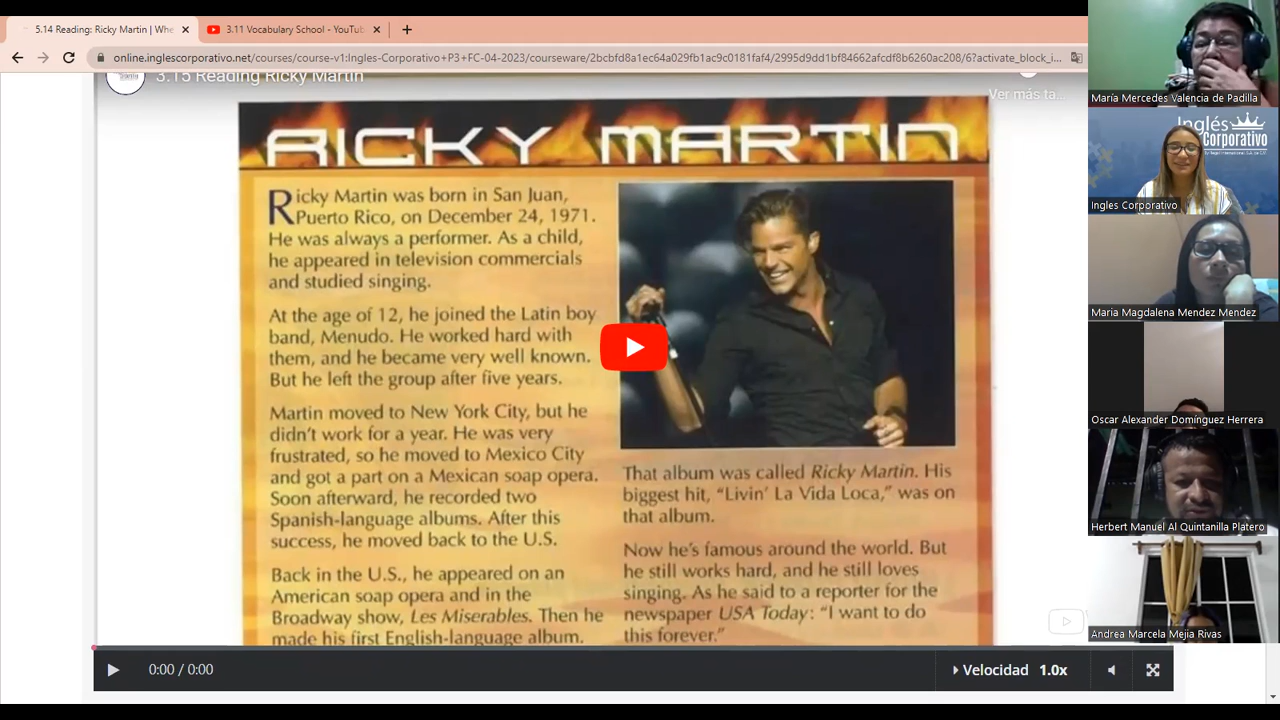 5.14 Reading: Ricky Martin | Whe
3.11 Vocabulary School - YouTub
online.inglescorporativo.net/courses/course-v1:Ingles-Corporativo+P3+FC-04-2023/courseware/2bcbfd8a1ec64a029fb1ac9c0181faf4/2995d9dd1bf84662afcdf8b6260ac208/6?activate_block_i...
3.15 Reading Ricky Martin
Ver más ta...
RICKY MARTIN
Ricky Martin was born in San Juan,
Puerto Rico, on December 24, 1971.
He was always a performer. As a child,
he appeared in television commercials
and studied singing.
At the age of 12, he joined the Latin boy
band, Menudo. He worked hard with
them, and he became very well known.
But he left the group after five years.
Martin moved to New York City, but he
didn't work for a year. He was very
frustrated, so he moved to Mexico City
and got a part on a Mexican soap opera.
Soon afterward, he recorded two
Spanish-language albums. After this
success, he moved back to the U.S.
Back in the U.S., he appeared on an
American soap opera and in the
Broadway show, Les Miserables. Then he
made his first English-language album.
That album was called Ricky Martin. His
biggest hit, "Livin' La Vida Loca," was on
that album.
Now he's famous around the world. But
he still works hard, and he still loves
singing. As he said to a reporter for the
newspaper USA Today: "I want to do
this forever."
0:00 / 0:00
Velocidad 1.0x
María Mercedes Valencia de Padilla
Inglés
Corporativo
Ingles Corporativo
Maria Magdalena Mendez Mendez
Oscar Alexander Domínguez Herrera
Herbert Manuel Al Quintanilla Platero
Andrea Marcela Mejia Rivas